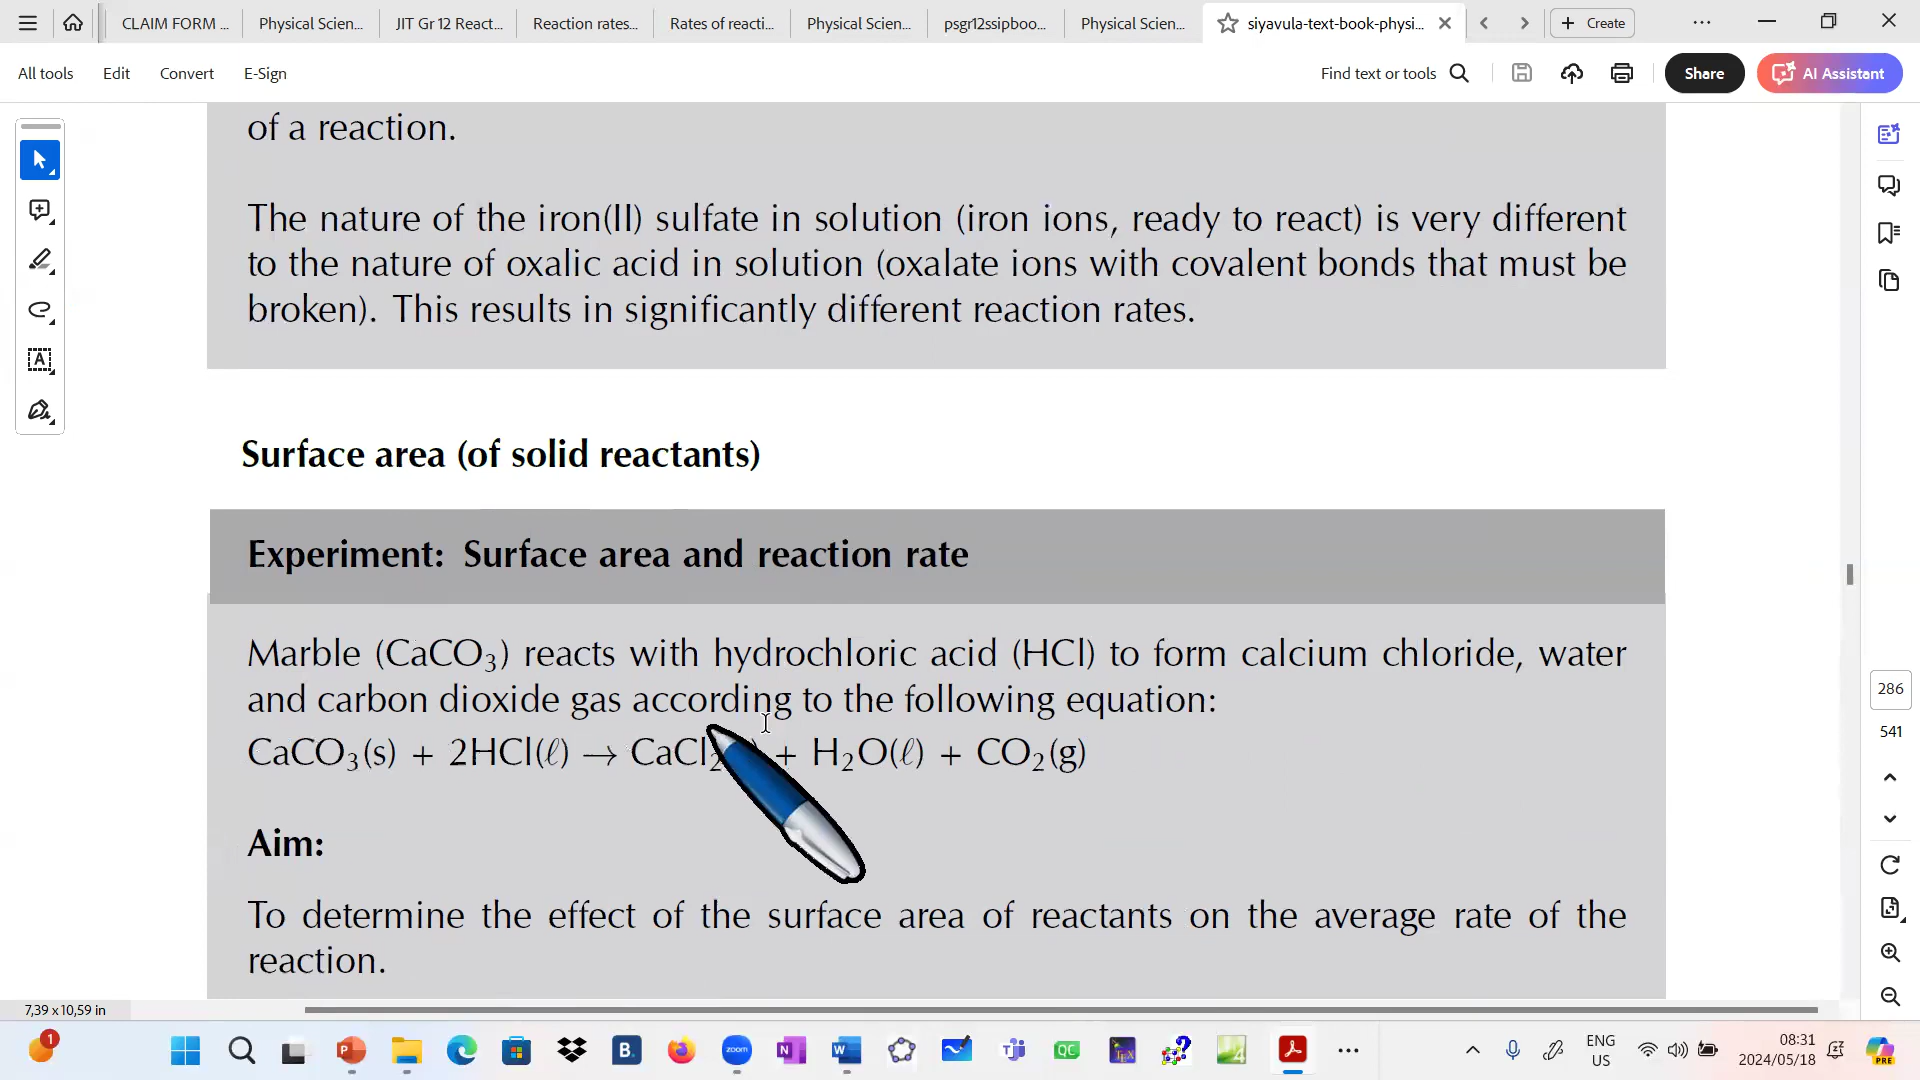 CLAIM FORM ...
Physical Scien...
JIT Gr 12 React...
Reaction rates...
Rates of reacti...
Physical Scien...
psgr12ssipboo...
Physical Scien...
siyavula-text-book-physi...
Create
All tools
Edit
Convert
E-Sign
Find text or tools
Share
AI Assistant
of a reaction.
The nature of the iron(II) sulfate in solution (iron ions, ready to react) is very different
to the nature of oxalic acid in solution (oxalate ions with covalent bonds that must be
broken). This results in significantly different reaction rates.
Surface area (of solid reactants)
Experiment: Surface area and reaction rate
Marble (CaCO₃) reacts with hydrochloric acid (HCl) to form calcium chloride, water
and carbon dioxide gas according to the following equation:
CaCO₃(s) + 2HCl(ℓ) → CaCl₂ ) + H₂O(ℓ) + CO₂(g)
Aim:
To determine the effect of the surface area of reactants on the average rate of the
reaction.
286
541
7,39 x 10,59 in
1
B.
zoom
QC
TEX
4
ENG
US
08:31
2024/05/18
PRE